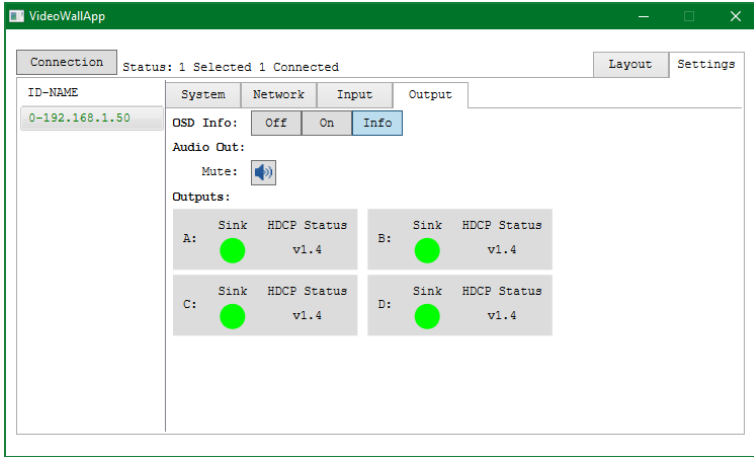 VideoWallApp
Connection Status: 1 Selected 1 Connected Layout Settings
ID-NAME System Network Input Output
0-192.168.1.50 OSD Info: Off On Info
Audio Out:
Mute:
Outputs:
A: Sink HDCP Status v1.4
B: Sink HDCP Status v1.4
C: Sink HDCP Status v1.4
D: Sink HDCP Status v1.4